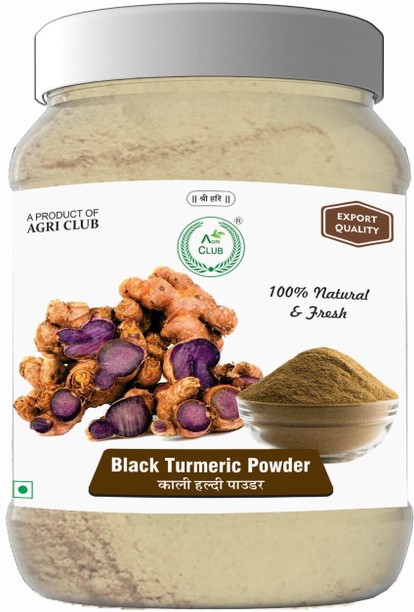 || श्री हरि ||
A PRODUCT OF
AGRI CLUB
®
AGRI
CLUB
EXPORT
QUALITY
100% Natural
& Fresh
Black Turmeric Powder
काली हल्दी पाउडर